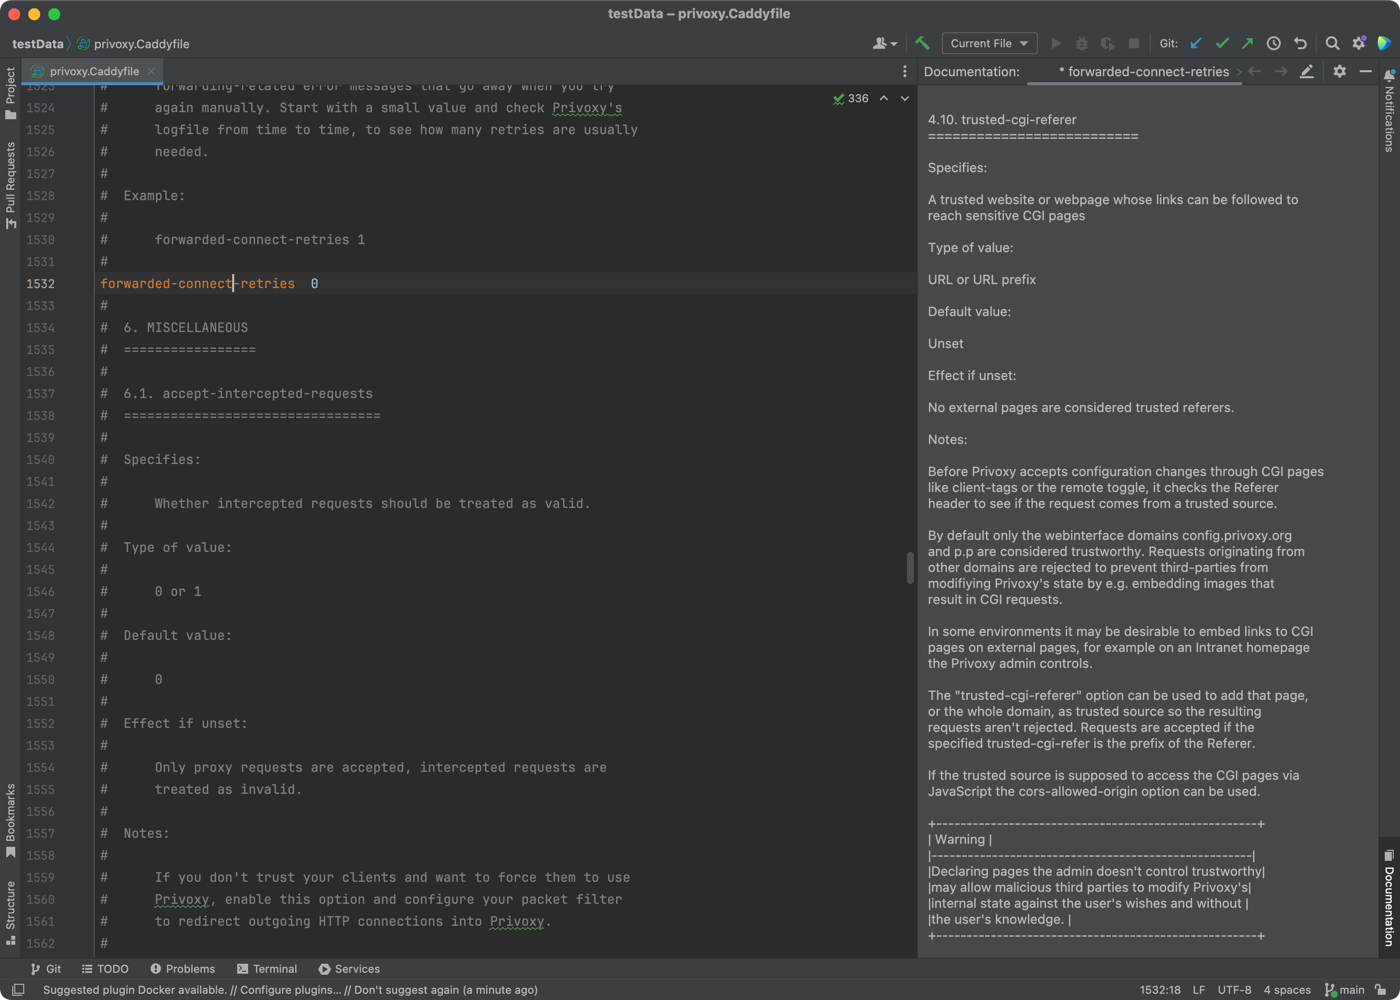 testData – privoxy.Caddyfile
testData
privoxy.Caddyfile
Current File
Git:
privoxy.Caddyfile
Documentation:
* forwarded-connect-retries
Project
Pull Requests
Bookmarks
Structure
Notifications
Documentation
336
1523 # forwarding-related error messages that go away when you try
1524 # again manually. Start with a small value and check Privoxy's
1525 # logfile from time to time, to see how many retries are usually
1526 # needed.
1527 #
1528 # Example:
1529 #
1530 # forwarded-connect-retries 1
1531 #
1532 forwarded-connect-retries  0
1533 #
1534 # 6. MISCELLANEOUS
1535 # =================
1536 #
1537 # 6.1. accept-intercepted-requests
1538 # =================================
1539 #
1540 # Specifies:
1541 #
1542 # Whether intercepted requests should be treated as valid.
1543 #
1544 # Type of value:
1545 #
1546 # 0 or 1
1547 #
1548 # Default value:
1549 #
1550 # 0
1551 #
1552 # Effect if unset:
1553 #
1554 # Only proxy requests are accepted, intercepted requests are
1555 # treated as invalid.
1556 #
1557 # Notes:
1558 #
1559 # If you don't trust your clients and want to force them to use
1560 # Privoxy, enable this option and configure your packet filter
1561 # to redirect outgoing HTTP connections into Privoxy.
1562 #
4.10. trusted-cgi-referer
===========================
Specifies:
A trusted website or webpage whose links can be followed to
reach sensitive CGI pages
Type of value:
URL or URL prefix
Default value:
Unset
Effect if unset:
No external pages are considered trusted referers.
Notes:
Before Privoxy accepts configuration changes through CGI pages
like client-tags or the remote toggle, it checks the Referer
header to see if the request comes from a trusted source.
By default only the webinterface domains config.privoxy.org
and p.p are considered trustworthy. Requests originating from
other domains are rejected to prevent third-parties from
modifiying Privoxy's state by e.g. embedding images that
result in CGI requests.
In some environments it may be desirable to embed links to CGI
pages on external pages, for example on an Intranet homepage
the Privoxy admin controls.
The "trusted-cgi-referer" option can be used to add that page,
or the whole domain, as trusted source so the resulting
requests aren't rejected. Requests are accepted if the
specified trusted-cgi-refer is the prefix of the Referer.
If the trusted source is supposed to access the CGI pages via
JavaScript the cors-allowed-origin option can be used.
+-----------------------------------------------------+
| Warning |
|-----------------------------------------------------|
|Declaring pages the admin doesn't control trustworthy|
|may allow malicious third parties to modify Privoxy's|
|internal state against the user's wishes and without |
|the user's knowledge. |
+-----------------------------------------------------+
Git
TODO
Problems
Terminal
Services
Suggested plugin Docker available. // Configure plugins... // Don't suggest again (a minute ago)
1532:18
LF
UTF-8
4 spaces
main